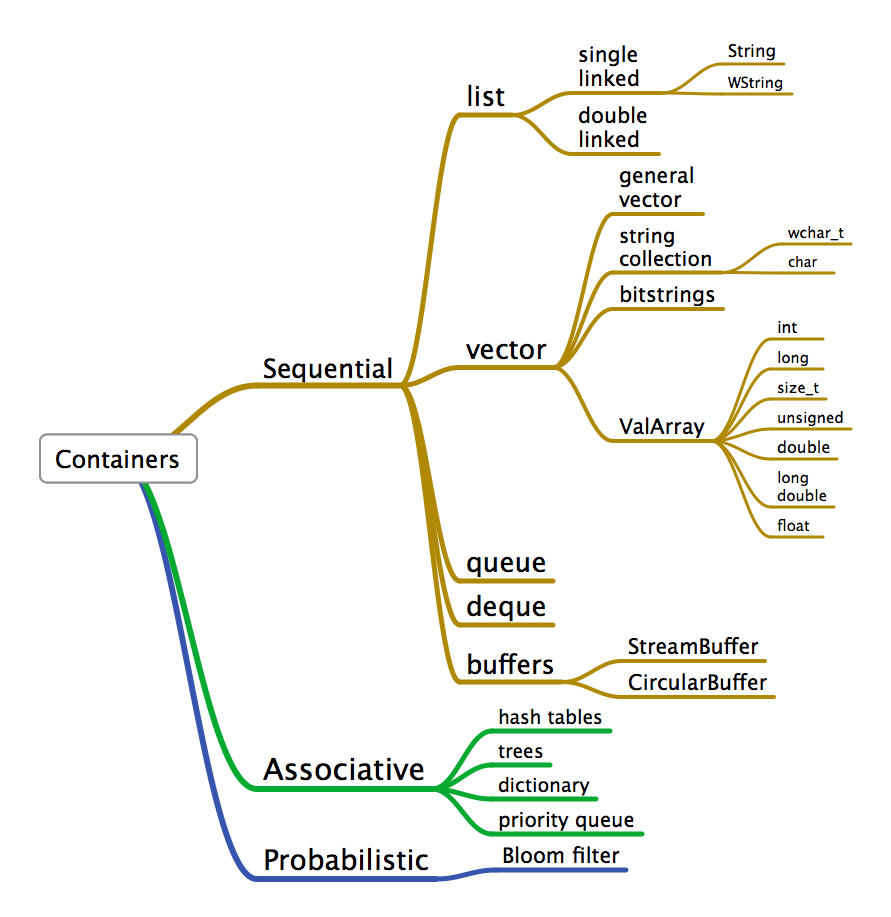 Containers
Sequential
list
single
linked
String
WString
double
linked
vector
general
vector
string
collection
wchar_t
char
bitstrings
ValArray
int
long
size_t
unsigned
double
long
double
float
queue
deque
buffers
StreamBuffer
CircularBuffer
Associative
hash tables
trees
dictionary
priority queue
Probabilistic
Bloom filter